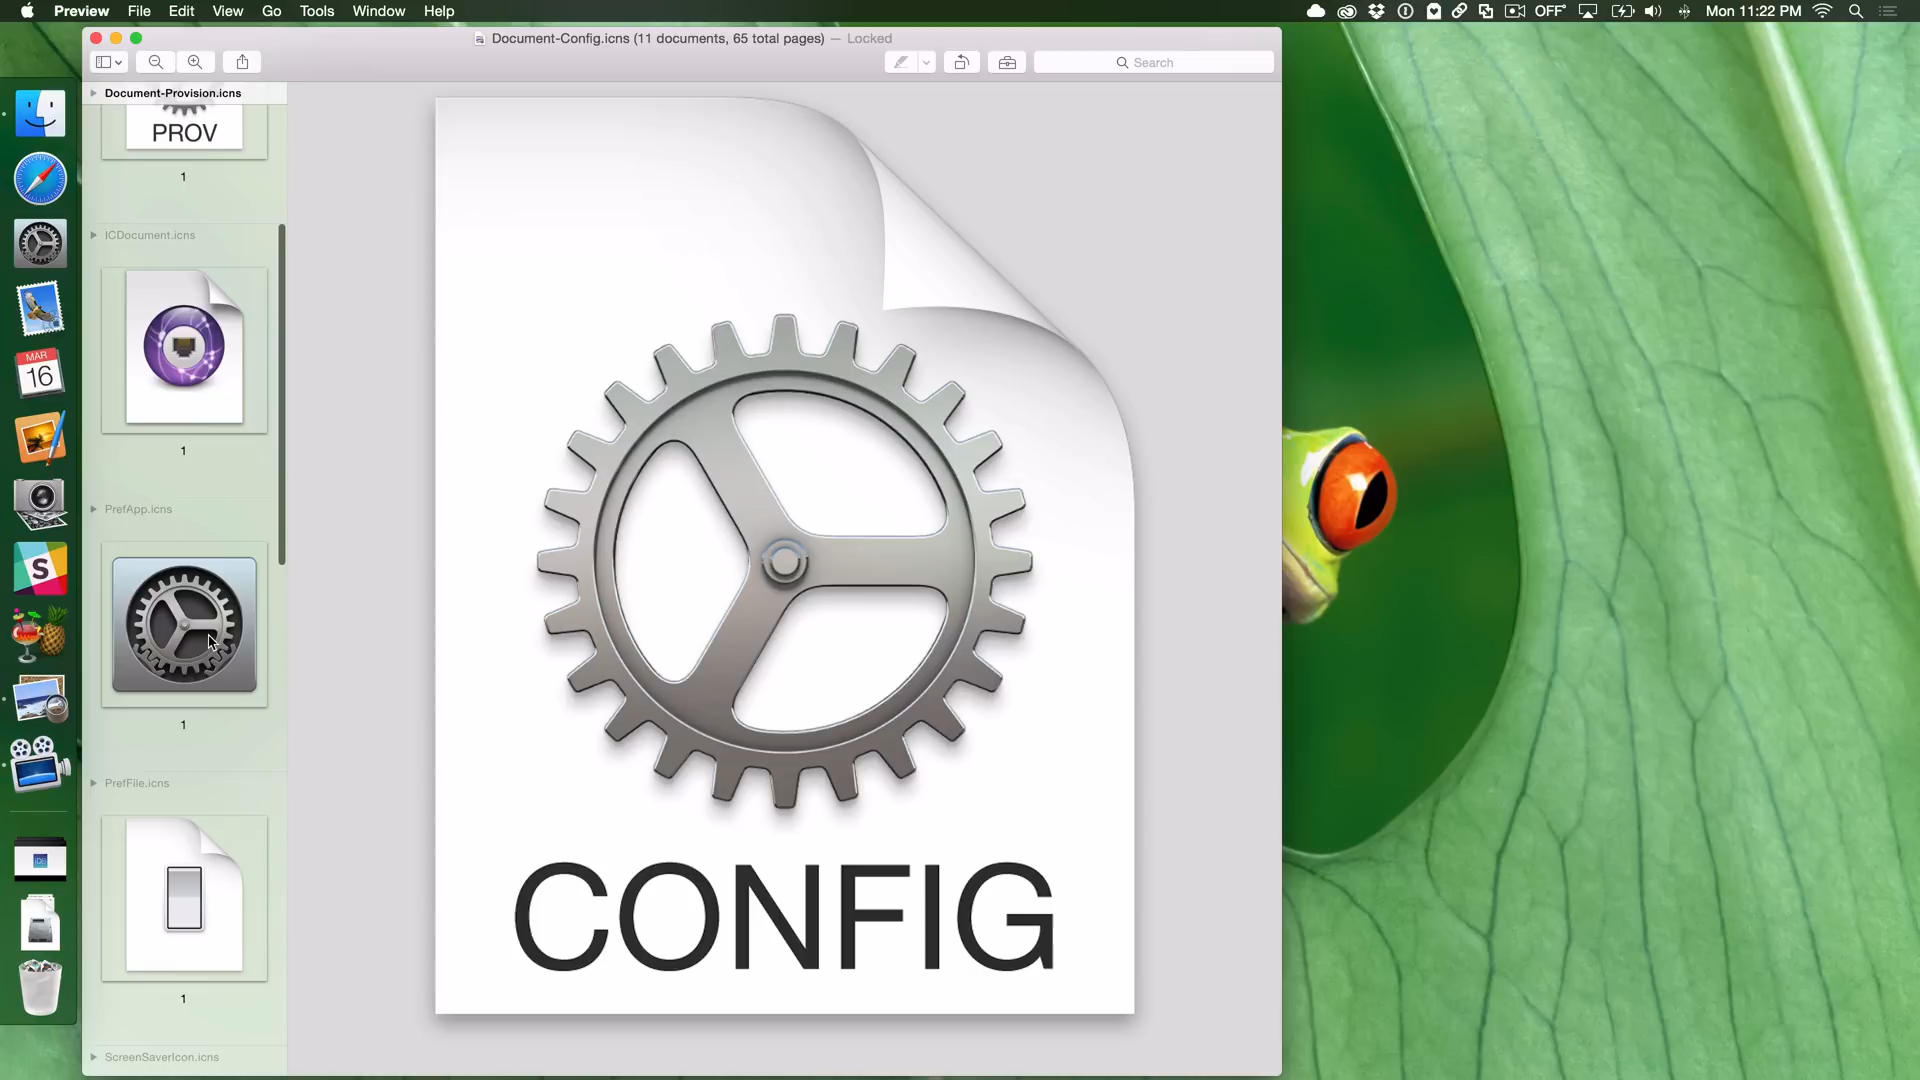 Preview File Edit View Go Tools Window Help
OFF° Mon 11:22 PM
Document-Config.icns (11 documents, 65 total pages) — Locked
Search
Document-Provision.icns
PROV
1
ICDocument.icns
1
PrefApp.icns
1
PrefFile.icns
1
ScreenSaverIcon.icns
CONFIG
MAR
16
S